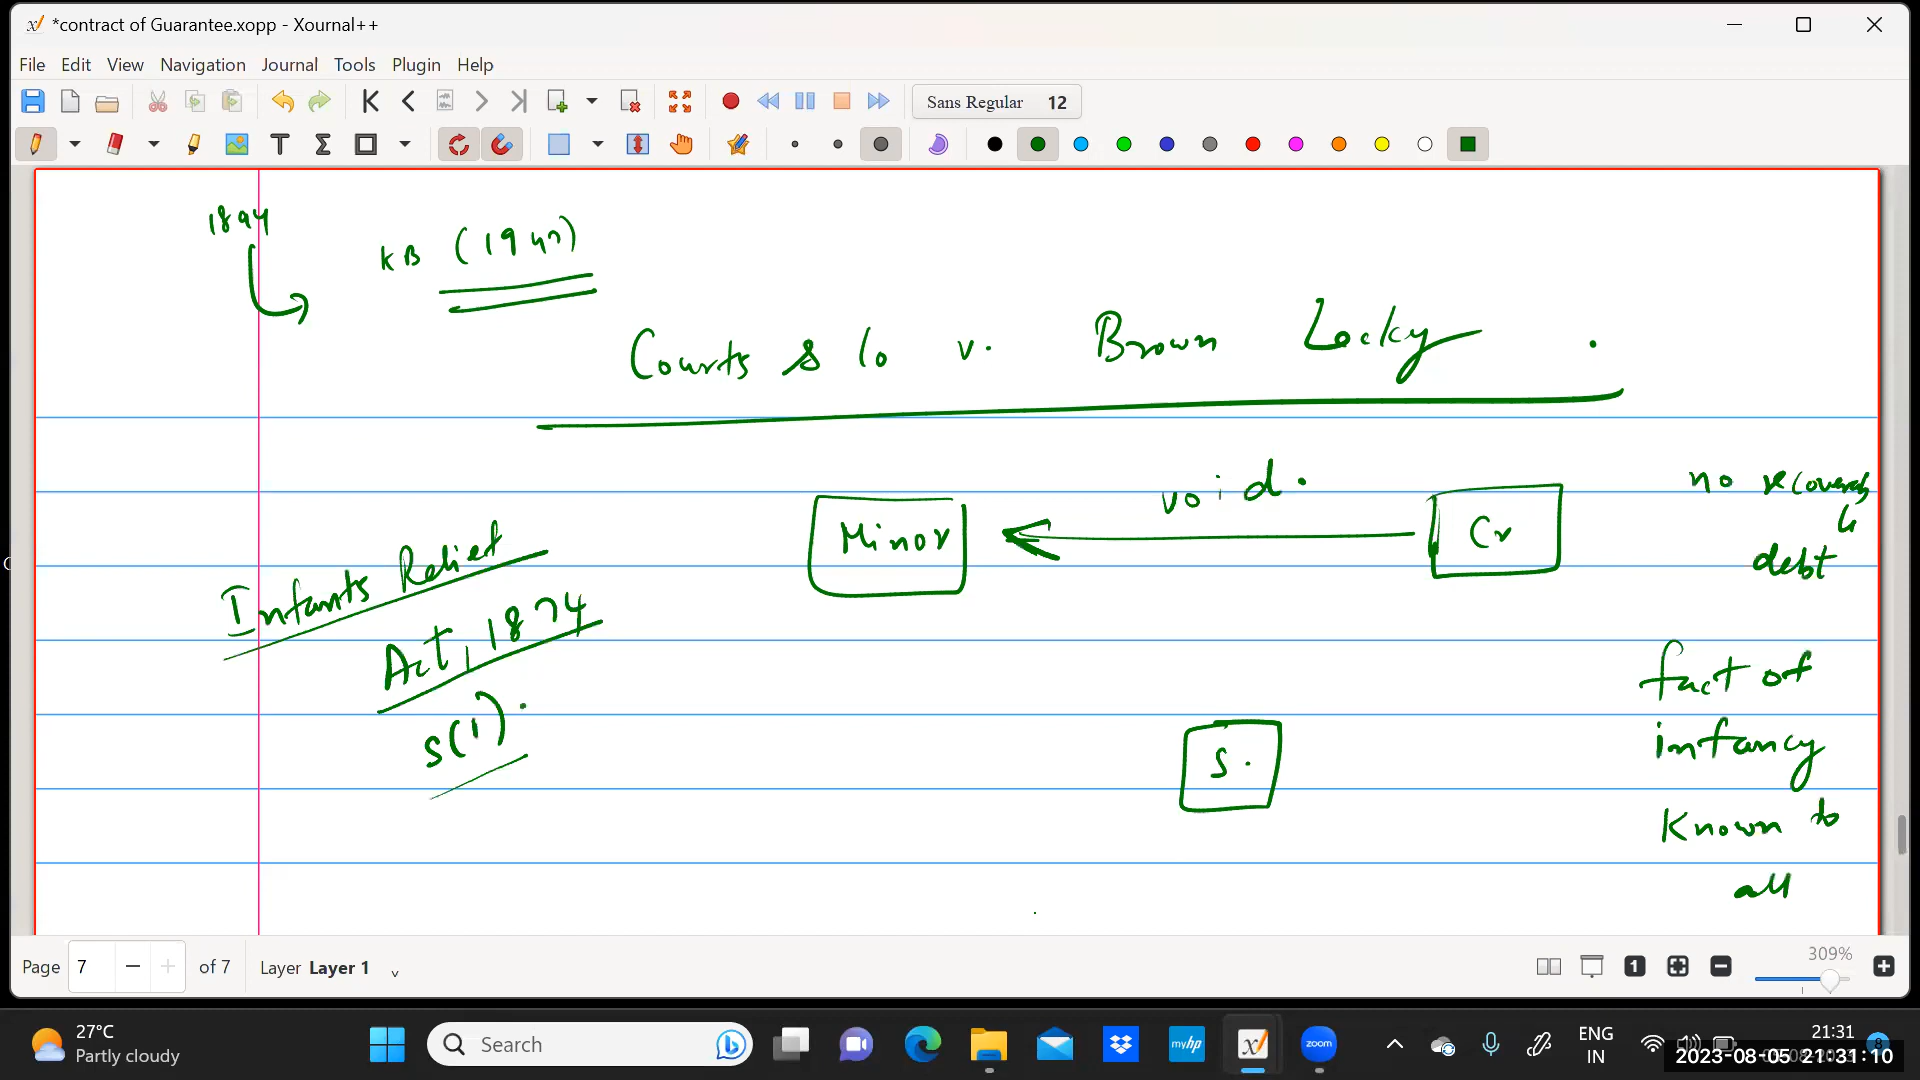 *contract of Guarantee.xopp - Xournal++
File Edit View Navigation Journal Tools Plugin Help
Sans Regular 12
1894
KB (1947)
Courts & Co v. Brown Lecky .
void.
Minor
Cr
no recovery
debt
Infants Relief
Act, 1874
s(1).
S.
fact of
infancy
known to
all
Page 7 of 7 Layer Layer 1
309%
27°C
Partly cloudy
Search
myhp
zoom
ENG
IN
21:31
2023-08-05 21:31:10